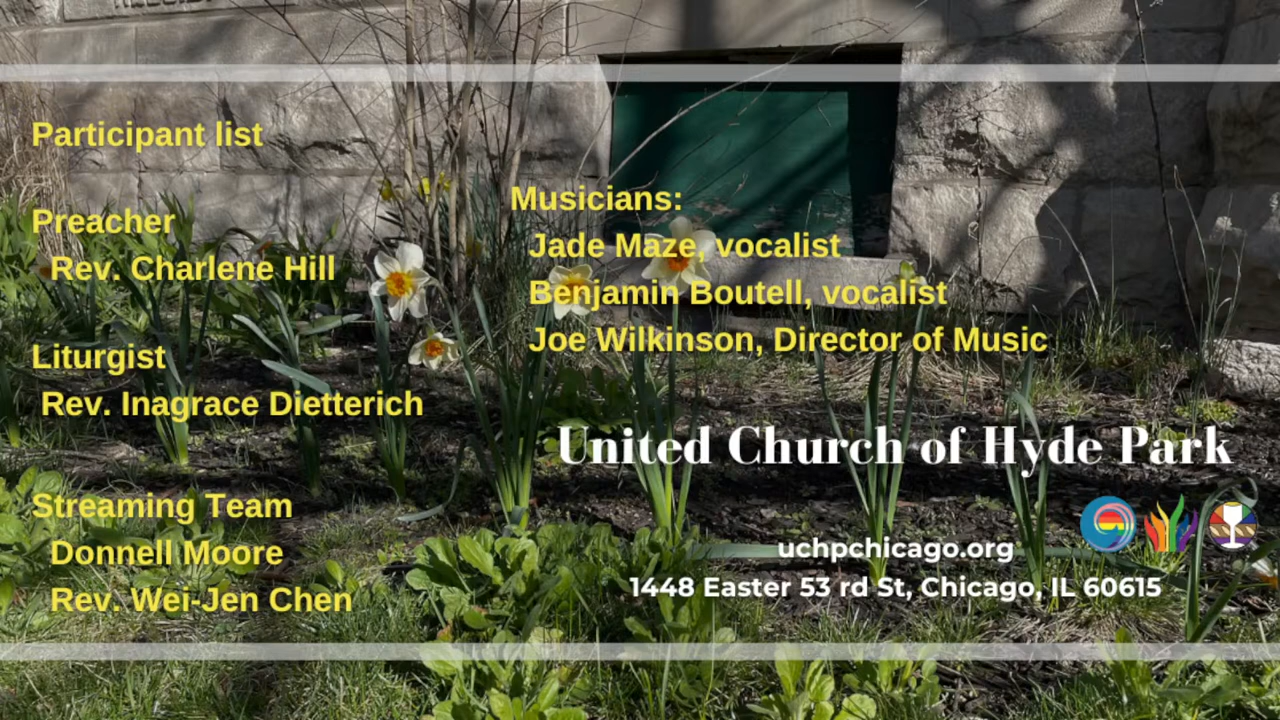 Participant list
Preacher
Rev. Charlene Hill
Liturgist
Rev. Inagrace Dietterich
Streaming Team
Donnell Moore
Rev. Wei-Jen Chen
Musicians:
Jade Maze, vocalist
Benjamin Boutell, vocalist
Joe Wilkinson, Director of Music
United Church of Hyde Park
uchpchicago.org
1448 Easter 53 rd St, Chicago, IL 60615